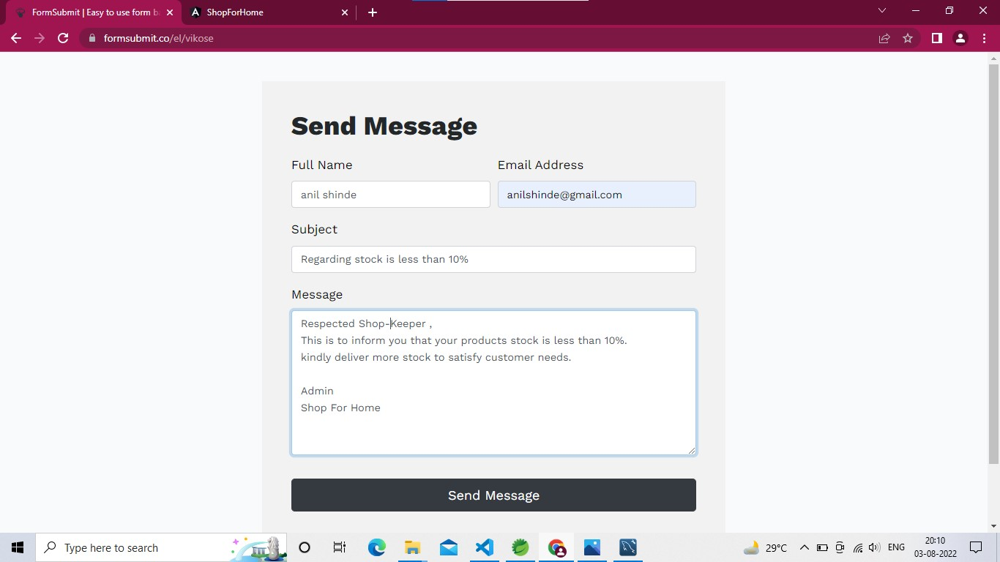 FormSubmit | Easy to use form b
ShopForHome
formsubmit.co/el/vikose
Send Message
Full Name
Email Address
anil shinde
anilshinde@gmail.com
Subject
Regarding stock is less than 10%
Message
Respected Shop-Keeper ,
This is to inform you that your products stock is less than 10%.
kindly deliver more stock to satisfy customer needs.
Admin
Shop For Home
Send Message
Type here to search
29°C
ENG
20:10
03-08-2022